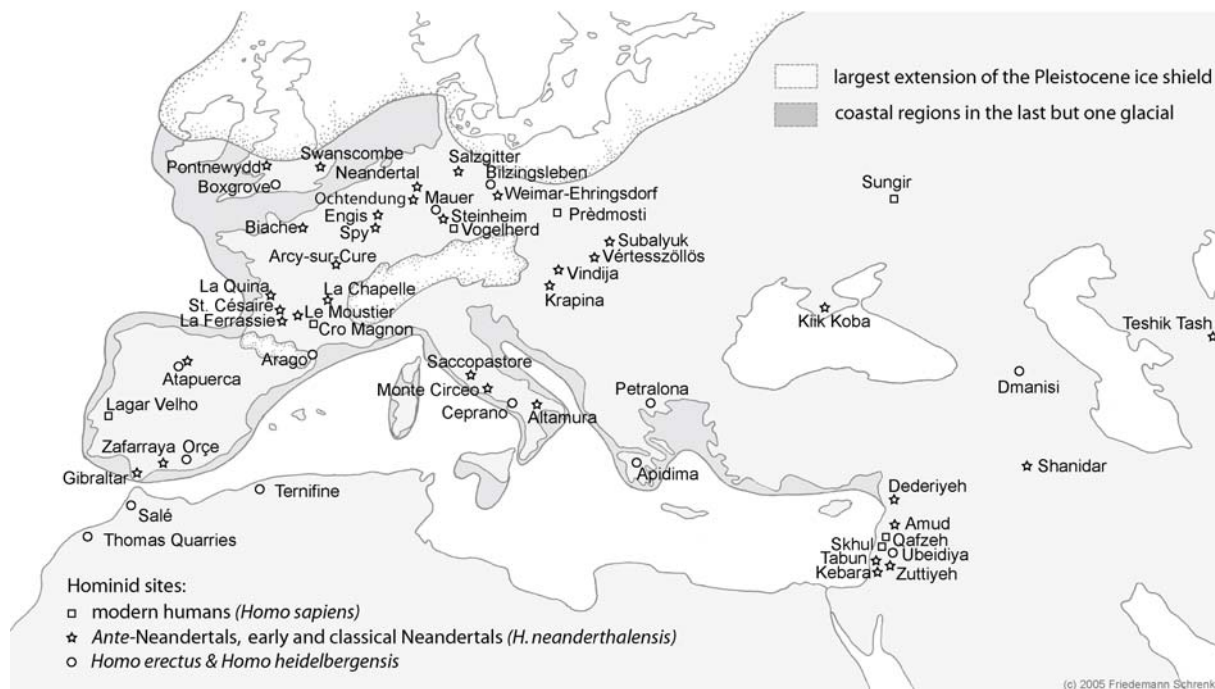 largest extension of the Pleistocene ice shield
coastal regions in the last but one glacial
Swanscombe
Salzgitter
Pontnewydd
Neandertal
Bilzingsleben
Boxgrove
Weimar-Ehringsdorf
Sungir
Ochtendung
Mauer
Engis
Steinheim
Prèdmosti
Biache
Spy
Vogelherd
Subalyuk
Arcy-sur-Cure
Vértesszöllös
Vindija
La Quina
La Chapelle
Krapina
St. Césaire
Le Moustier
La Ferrassie
Cro Magnon
Kiik Koba
Teshik Tash
Arago
Saccopastore
Atapuerca
Monte Circeo
Petralona
Dmanisi
Lagar Velho
Ceprano
Altamura
Zafarraya
Orçe
Gibraltar
Apidima
Shanidar
Ternifine
Dederiyeh
Salé
Amud
Thomas Quarries
Skhul
Qafzeh
Tabun
Ubeidiya
Kebara
Zuttiyeh
Hominid sites:
modern humans (Homo sapiens)
Ante-Neandertals, early and classical Neandertals (H. neanderthalensis)
Homo erectus & Homo heidelbergensis
(c) 2005 Friedemann Schrenk